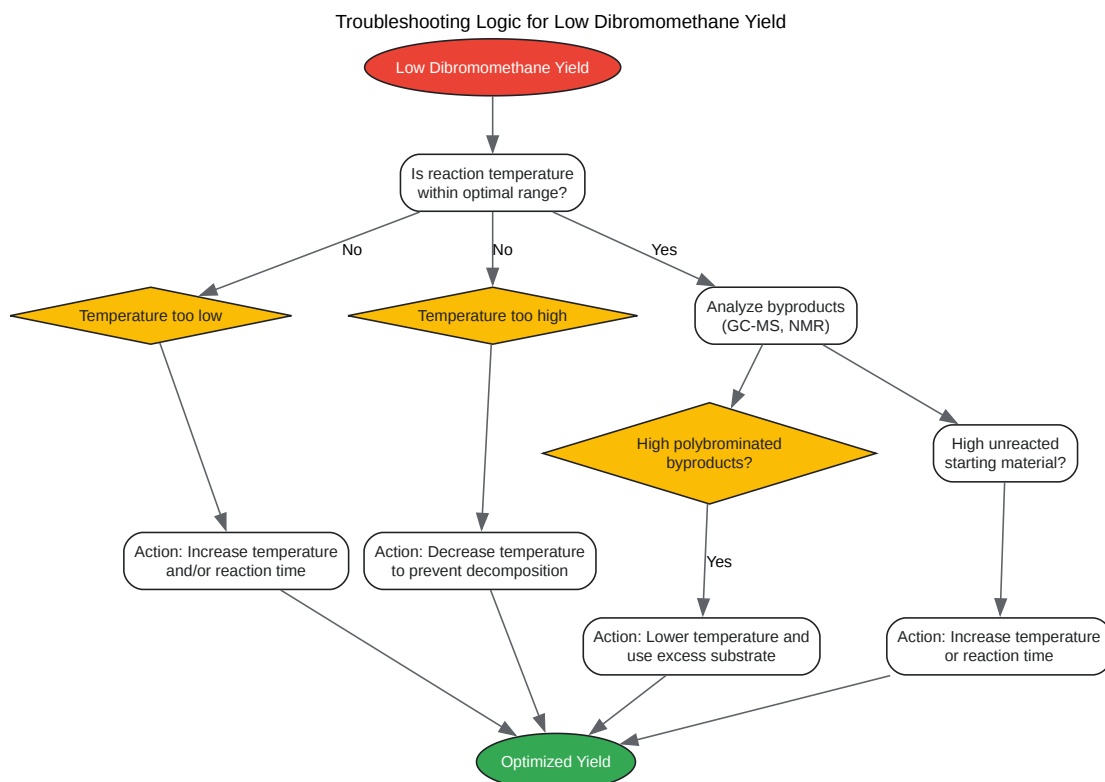 Troubleshooting Logic for Low Dibromomethane Yield
Low Dibromomethane Yield
Is reaction temperature
within optimal range?
No
No
Yes
Temperature too low
Temperature too high
Analyze byproducts
(GC-MS, NMR)
High polybrominated
byproducts?
High unreacted
starting material?
Action: Increase temperature
and/or reaction time
Action: Decrease temperature
to prevent decomposition
Yes
Action: Lower temperature and
use excess substrate
Action: Increase temperature
or reaction time
Optimized Yield